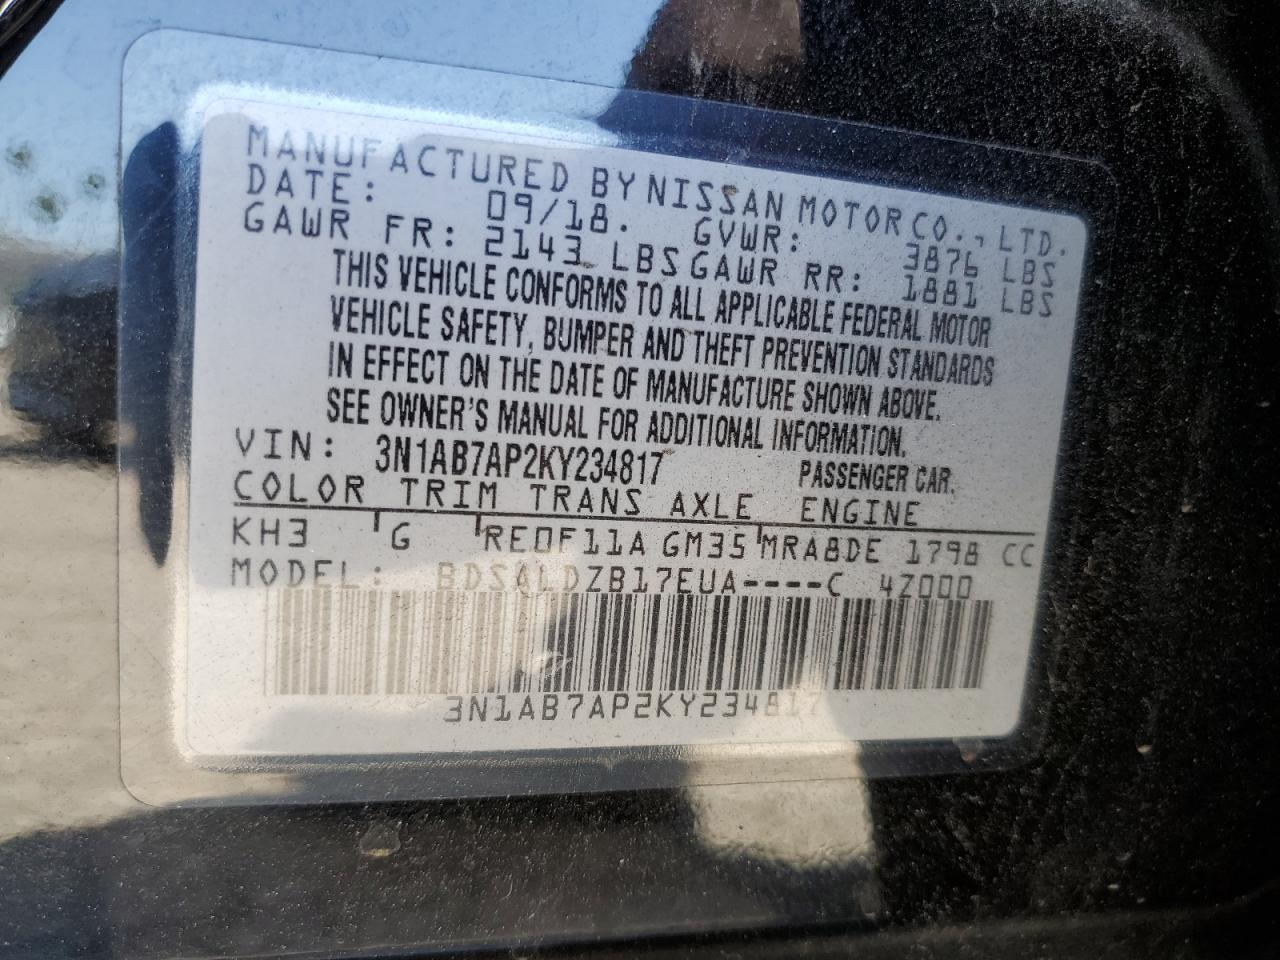 MANUFACTURED BY NISSAN MOTOR CO., LTD.
DATE: 09/18. GVWR: 3876 LBS
GAWR FR: 2143 LBS GAWR RR: 1881 LBS
THIS VEHICLE CONFORMS TO ALL APPLICABLE FEDERAL MOTOR
VEHICLE SAFETY, BUMPER AND THEFT PREVENTION STANDARDS
IN EFFECT ON THE DATE OF MANUFACTURE SHOWN ABOVE.
SEE OWNER'S MANUAL FOR ADDITIONAL INFORMATION.
VIN: 3N1AB7AP2KY234817 PASSENGER CAR.
COLOR TRIM TRANS AXLE ENGINE
KH3 G RE0F11A GM35 MRA8DE 1798 CC
MODEL: BDSALDZB17EUA----C 4Z000
3N1AB7AP2KY234817